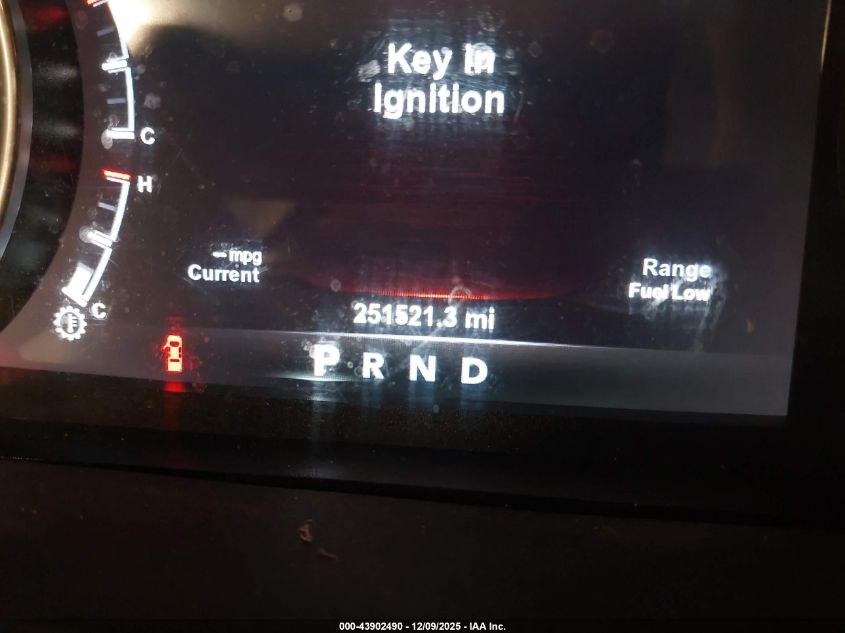 Key in
Ignition
C
H
--mpg
Current
Range
Fuel Low
C
251521.3 mi
P R N D
000-43902490 - 12/09/2025 - IAA Inc.